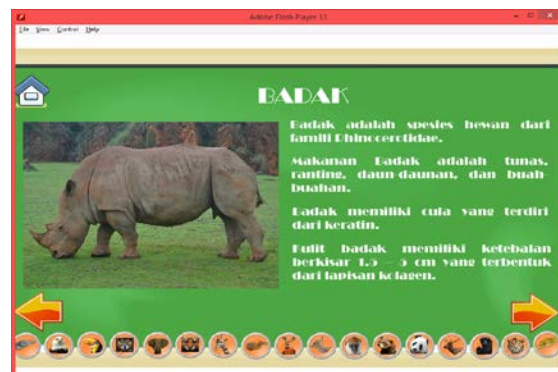 Adobe Flash Player 11
File View Control Help
BADAK
Badak adalah spesies hewan dari
famili Rhinocerotidae.
Makanan Badak adalah tunas,
ranting, daun-daunan, dan buah-
buahan.
Badak memiliki cula yang terdiri
dari keratin.
Kulit badak memiliki ketebalan
berkisar 1,5 – 5 cm yang terbentuk
dari lapisan kolagen.